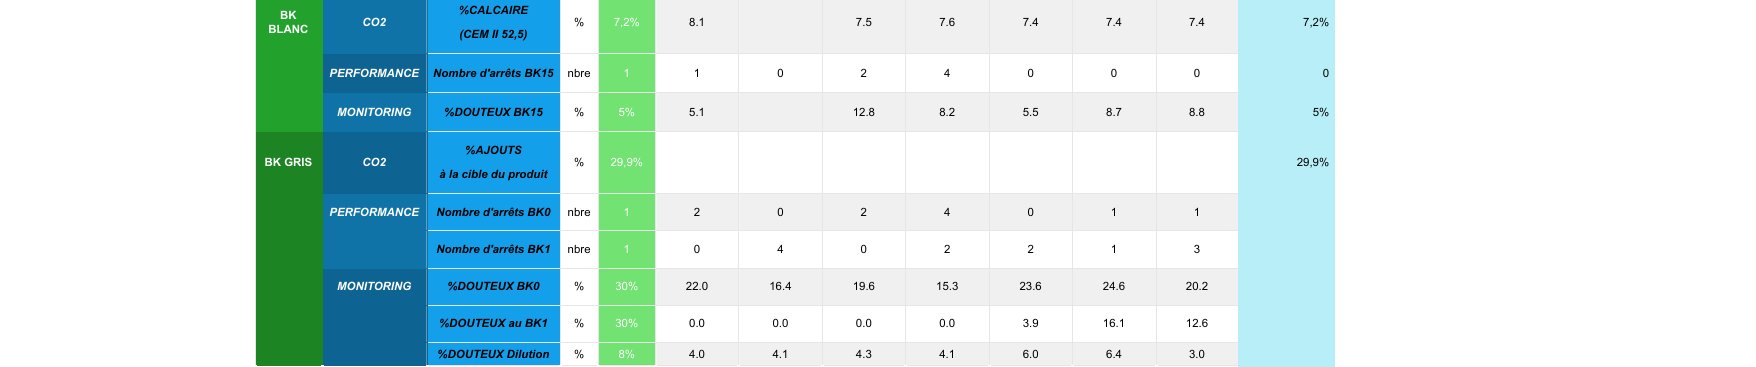 BK BLANC CO2 %CALCAIRE (CEM II 52,5) % 7,2% 8.1 7.5 7.6 7.4 7.4 7.4 7,2%
PERFORMANCE Nombre d'arrêts BK15 nbre 1 1 0 2 4 0 0 0 0
MONITORING %DOUTEUX BK15 % 5% 5.1 12.8 8.2 5.5 8.7 8.8 5%
BK GRIS CO2 %AJOUTS à la cible du produit % 29,9% 29,9%
PERFORMANCE Nombre d'arrêts BK0 nbre 1 2 0 2 4 0 1 1
Nombre d'arrêts BK1 nbre 1 0 4 0 2 2 1 3
MONITORING %DOUTEUX BK0 % 30% 22.0 16.4 19.6 15.3 23.6 24.6 20.2
%DOUTEUX au BK1 % 30% 0.0 0.0 0.0 0.0 3.9 16.1 12.6
%DOUTEUX Dilution % 8% 4.0 4.1 4.3 4.1 6.0 6.4 3.0